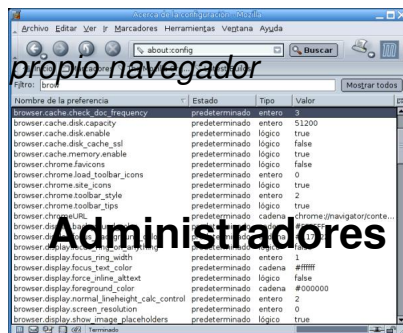 Acerca de la configuración - Mozilla
Archivo Editar Ver Ir Marcadores Herramientas Ventana Ayuda
about:config Buscar
propio navegador
Filtro: brow Mostrar todos
Nombre de la preferencia Estado Tipo Valor
browser.cache.check_doc_frequency predeterminado entero 3
browser.cache.disk.capacity predeterminado entero 51200
browser.cache.disk.enable predeterminado lógico true
browser.cache.disk_cache_ssl predeterminado lógico false
browser.cache.memory.enable predeterminado lógico true
browser.chrome.favicons predeterminado lógico false
browser.chrome.load_toolbar_icons predeterminado entero 0
browser.chrome.site_icons predeterminado lógico true
browser.chrome.toolbar_style predeterminado entero 2
browser.chrome.toolbar_tips predeterminado lógico true
browser.chromeURL predeterminado cadena chrome://navigator/conte...
Administradores
browser.display.focus_ring_width predeterminado entero 1
browser.display.focus_text_color predeterminado cadena #ffffff
browser.display.force_inline_alttext predeterminado lógico false
browser.display.foreground_color predeterminado cadena #000000
browser.display.normal_lineheight_calc_control predeterminado entero 2
browser.display.screen_resolution predeterminado entero 0
browser.display.show_image_placeholders predeterminado lógico true
Terminado